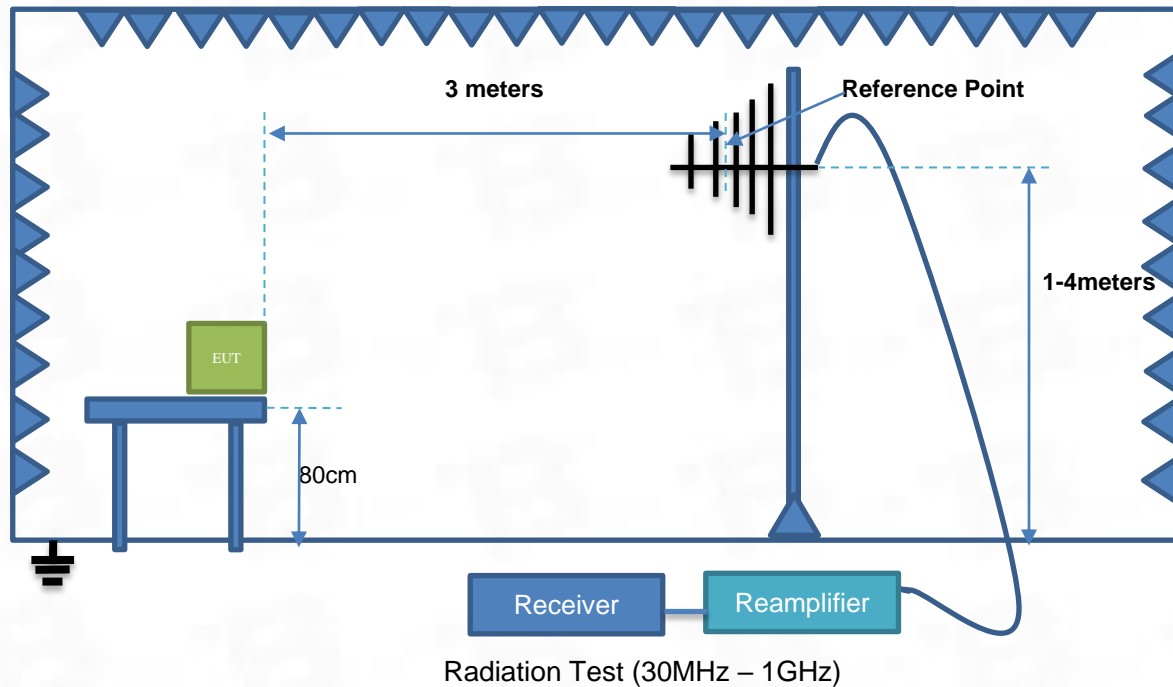 3 meters
Reference Point
1-4meters
EUT
80cm
Receiver
Reamplifier
Radiation Test (30MHz – 1GHz)